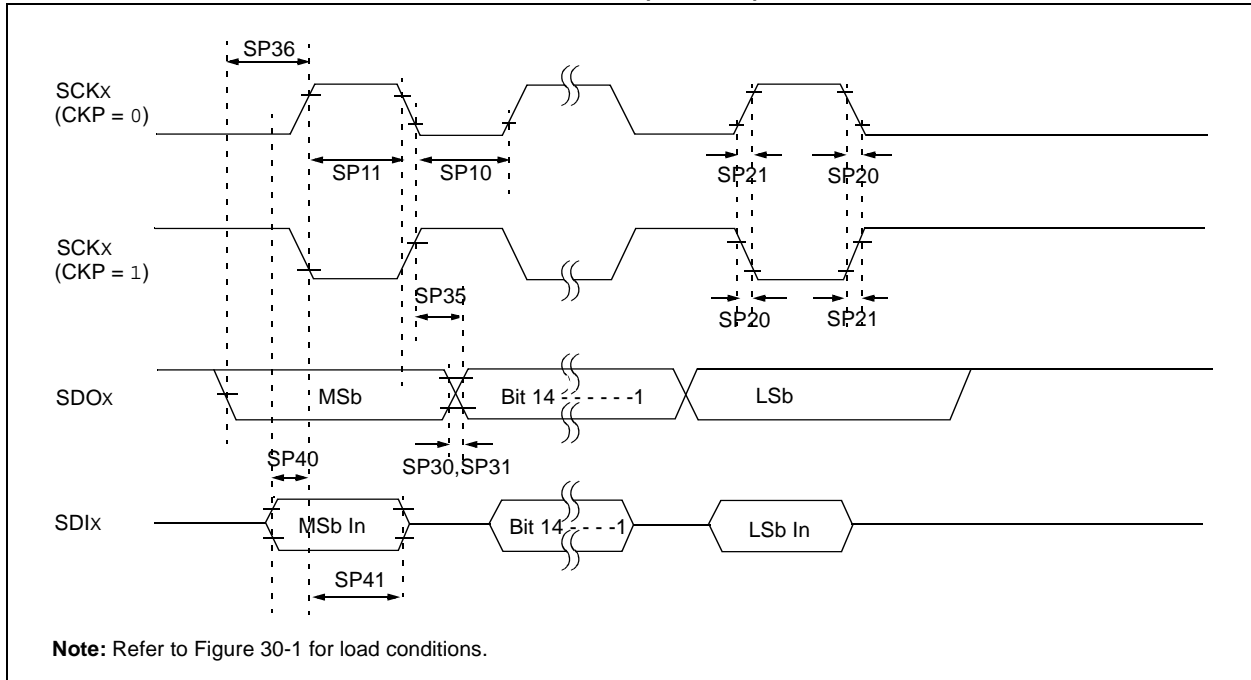 SP36
SCKx
(CKP = 0)
SP11
SP10
SP21
SP20
SCKx
(CKP = 1)
SP35
SP20
SP21
SDOx
MSb
Bit 14 - - - - - -1
LSb
SP40
SP30,SP31
SDIx
MSb In
Bit 14 - - - -1
LSb In
SP41
Note: Refer to Figure 30-1 for load conditions.